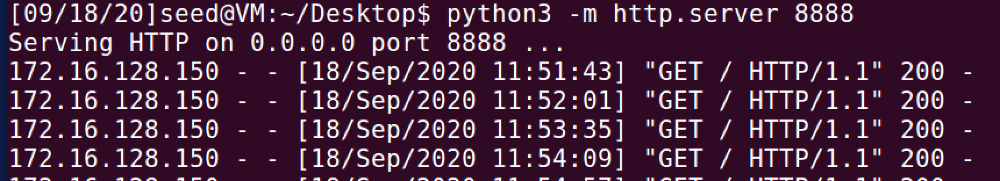 [09/18/20]seed@VM:~/Desktop$ python3 -m http.server 8888
Serving HTTP on 0.0.0.0 port 8888 ...
172.16.128.150 - - [18/Sep/2020 11:51:43] "GET / HTTP/1.1" 200 -
172.16.128.150 - - [18/Sep/2020 11:52:01] "GET / HTTP/1.1" 200 -
172.16.128.150 - - [18/Sep/2020 11:53:35] "GET / HTTP/1.1" 200 -
172.16.128.150 - - [18/Sep/2020 11:54:09] "GET / HTTP/1.1" 200 -